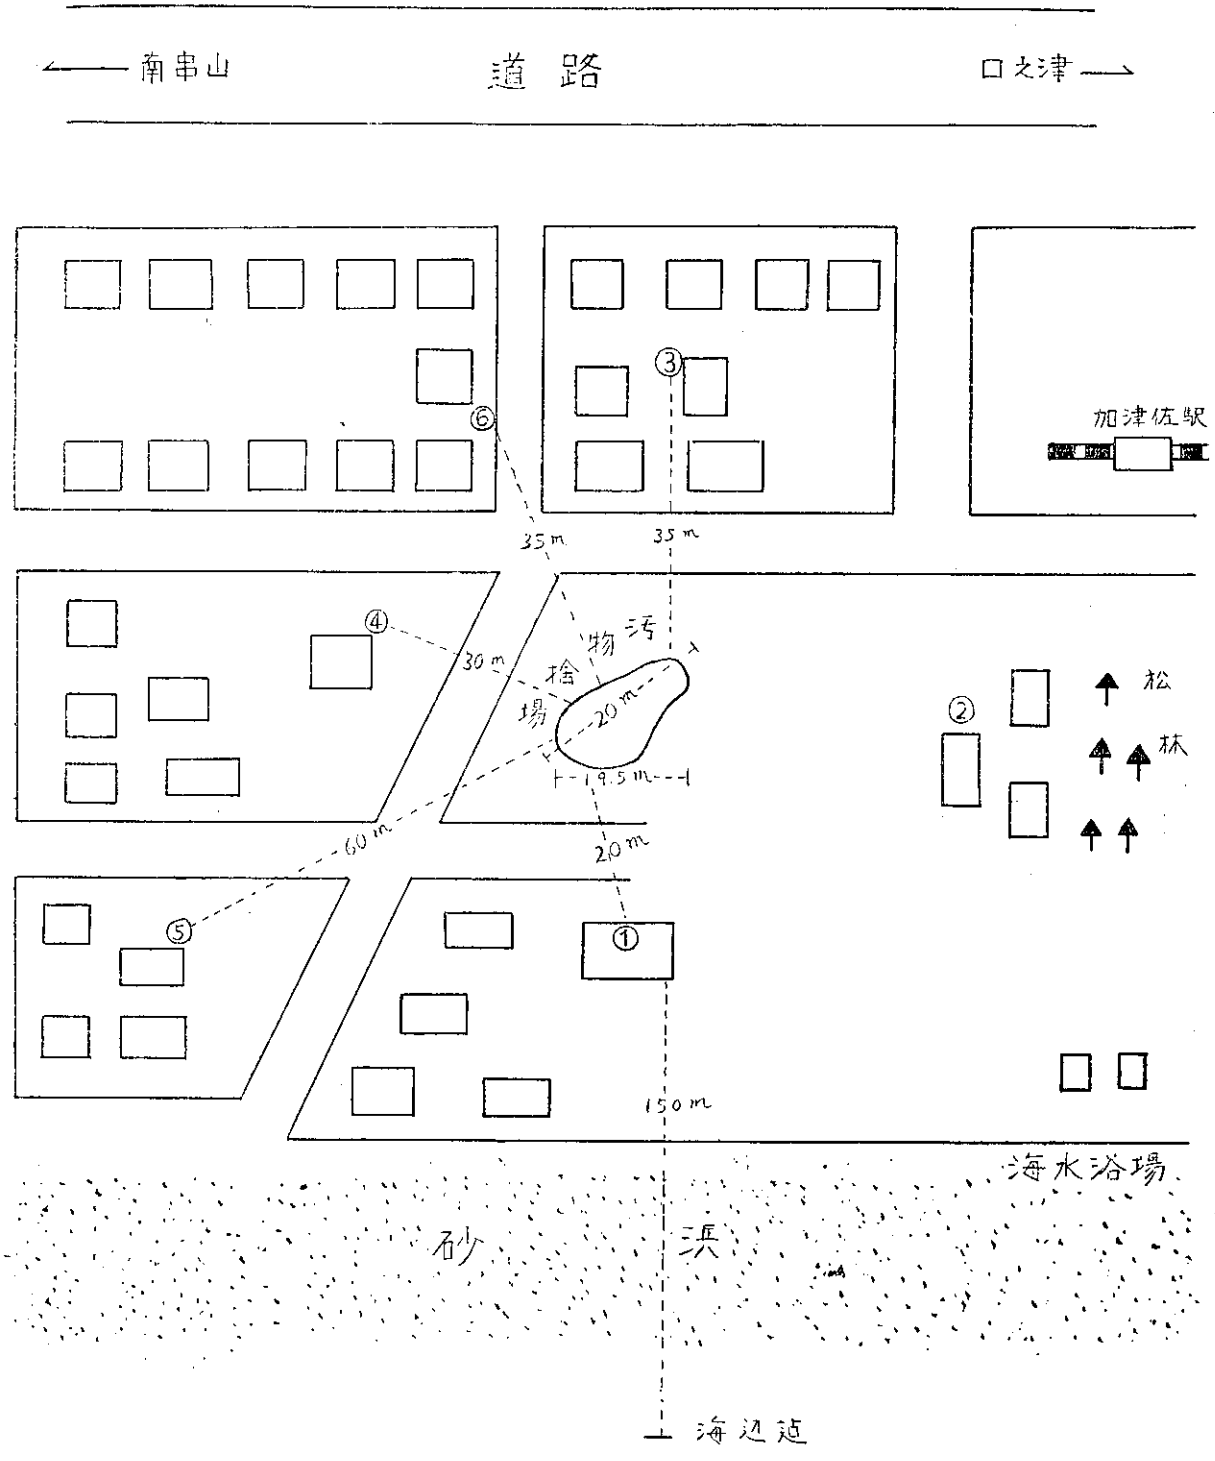 南串山
道路
口之津
③
⑥
加津佐駅
35m
35m
④
汚物捨場
30m
20m
松林
②
19.5m
60m
20m
⑤
①
150m
海水浴場
砂浜
海辺迄